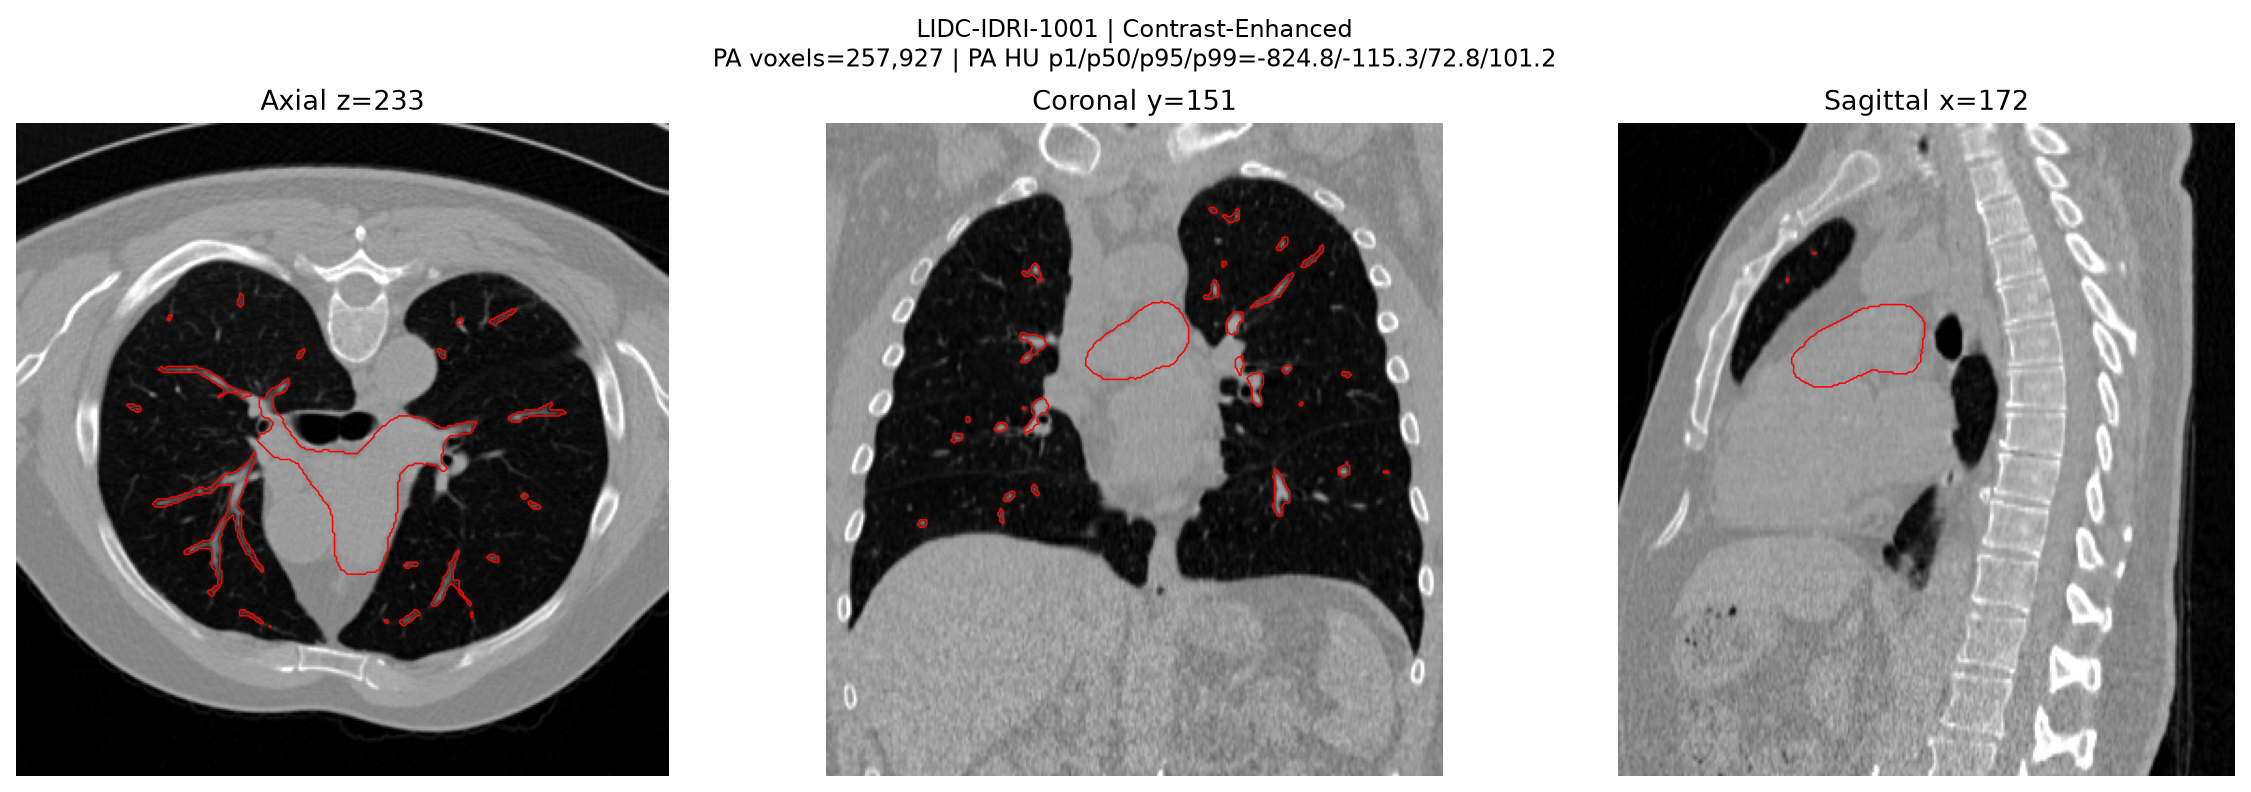 LIDC-IDRI-1001 | Contrast-Enhanced
PA voxels=257,927 | PA HU p1/p50/p95/p99=-824.8/-115.3/72.8/101.2
Axial z=233
Coronal y=151
Sagittal x=172